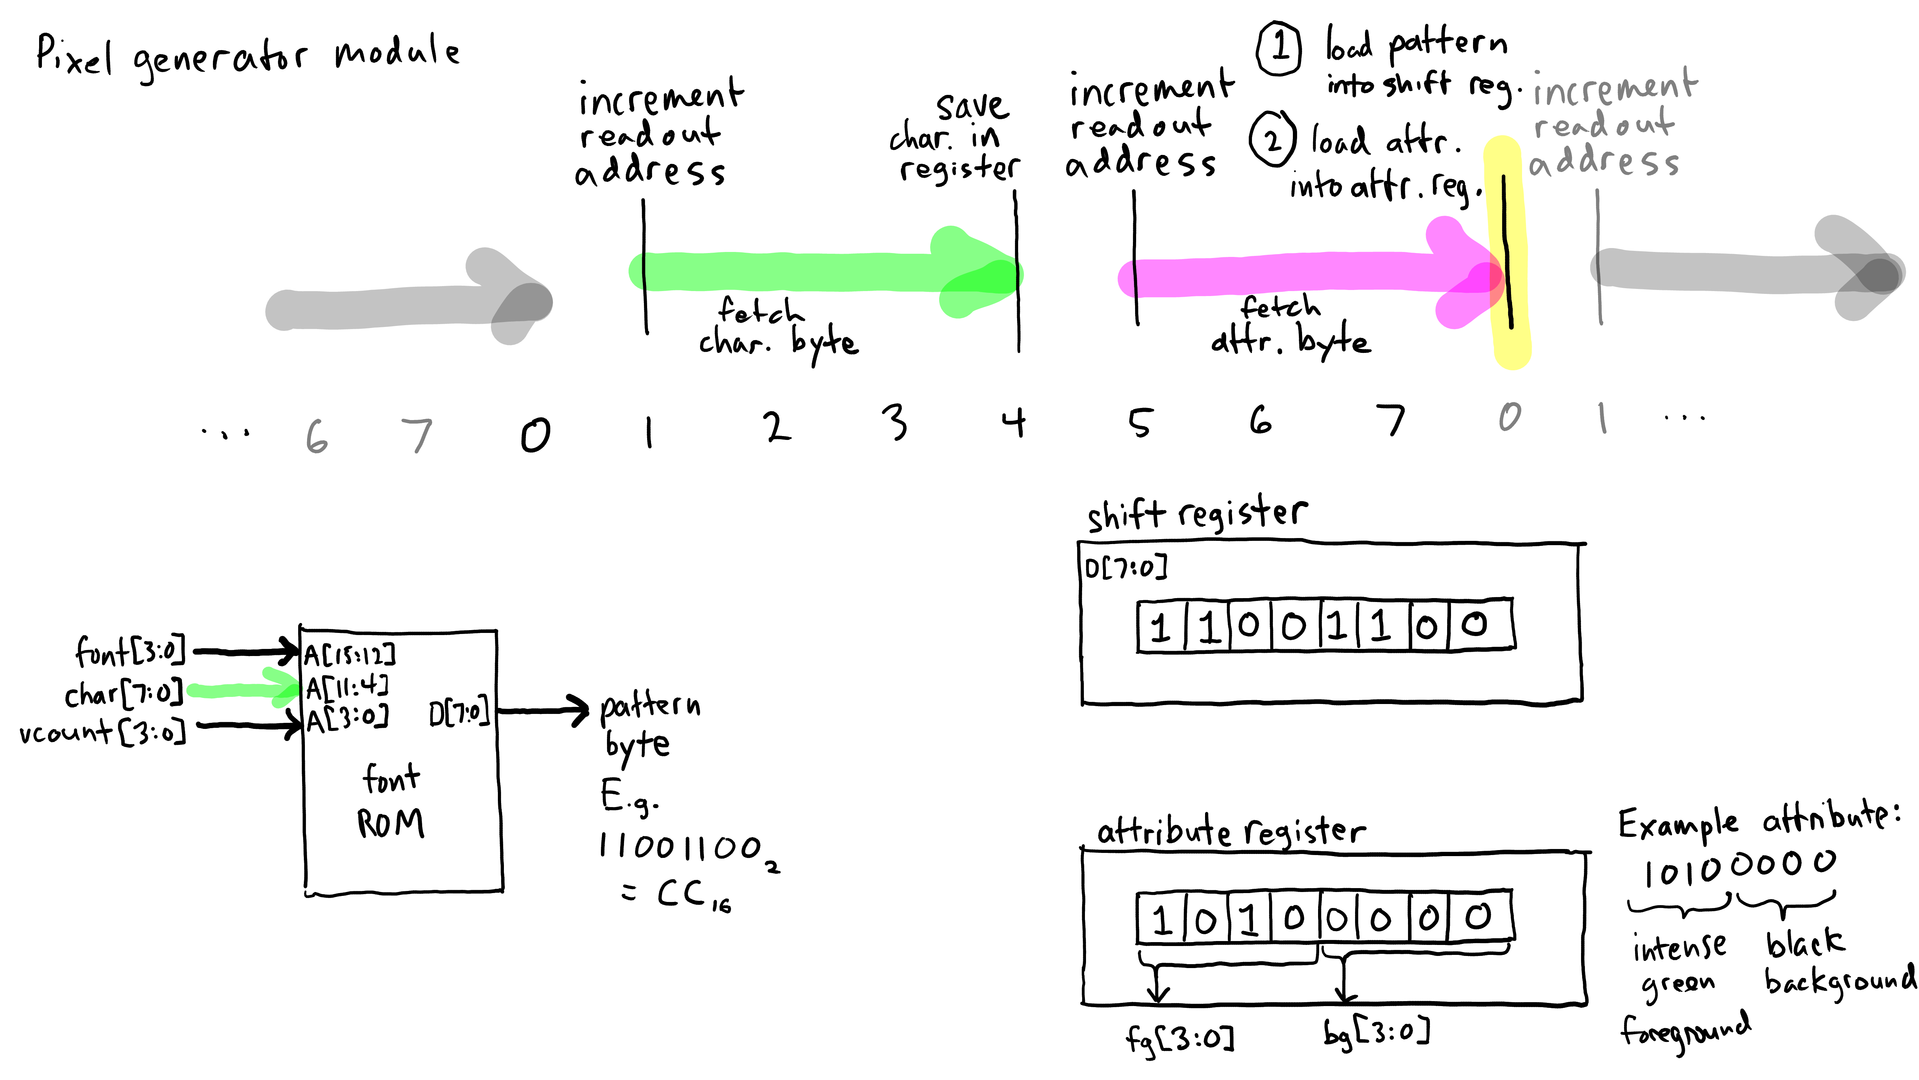 Pixel generator module
increment
readout
address
save
char. in
register
increment
readout
address
1 load pattern
into shift reg.
2 load attr.
into attr. reg.
increment
readout
address
fetch
char. byte
fetch
attr. byte
... 6 7 0 1 2 3 4 5 6 7 0 1 ...
font[3:0]
char[7:0]
vcount[3:0]
A[15:12]
A[11:4]
A[3:0]
D[7:0]
font
ROM
pattern
byte
E.g.
11001100₂
= CC₁₆
shift register
D[7:0]
1 1 0 0 1 1 0 0
attribute register
1 0 1 0 0 0 0 0
fg[3:0]
bg[3:0]
Example attribute:
10100000
intense
green
foreground
black
background